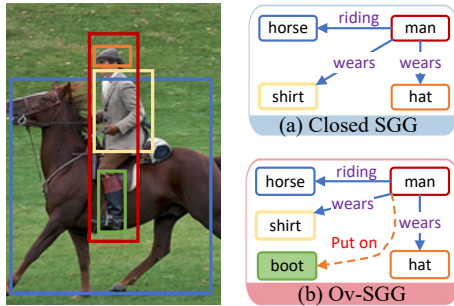 horse
riding
man
wears
wears
shirt
hat
(a) Closed SGG
horse
riding
man
shirt
wears
wears
Put on
boot
hat
(b) Ov-SGG